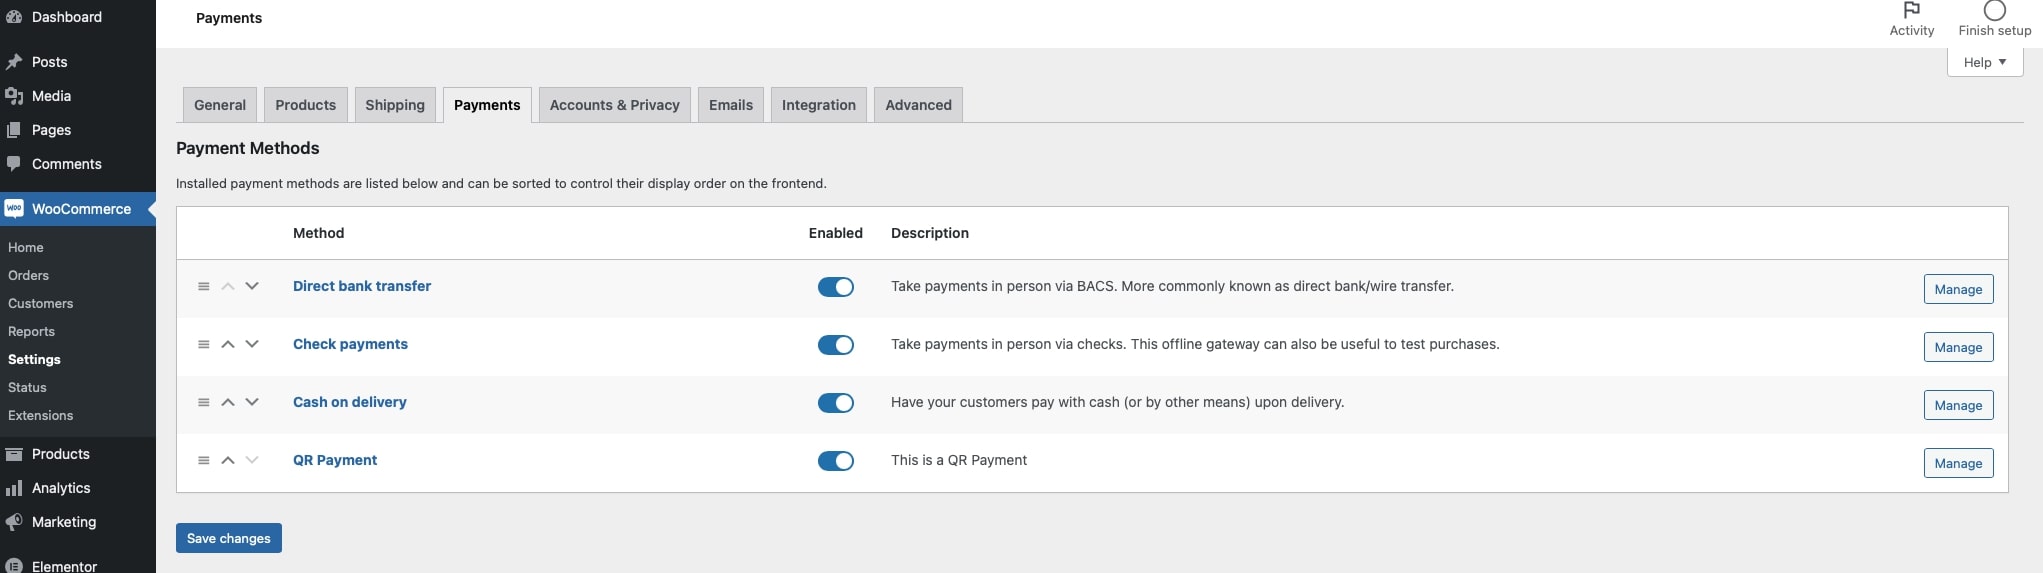 Dashboard
Posts
Media
Pages
Comments
WOO WooCommerce
Home
Orders
Customers
Reports
Settings
Status
Extensions
Products
Analytics
Marketing
Elementor
Payments
Activity
Finish setup
Help
General Products Shipping Payments Accounts & Privacy Emails Integration Advanced
Payment Methods
Installed payment methods are listed below and can be sorted to control their display order on the frontend.
Method Enabled Description
Direct bank transfer Take payments in person via BACS. More commonly known as direct bank/wire transfer. Manage
Check payments Take payments in person via checks. This offline gateway can also be useful to test purchases. Manage
Cash on delivery Have your customers pay with cash (or by other means) upon delivery. Manage
QR Payment This is a QR Payment Manage
Save changes